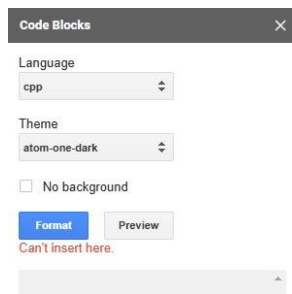 Code Blocks
Language
cpp
Theme
atom-one-dark
No background
Format Preview
Can't insert here.